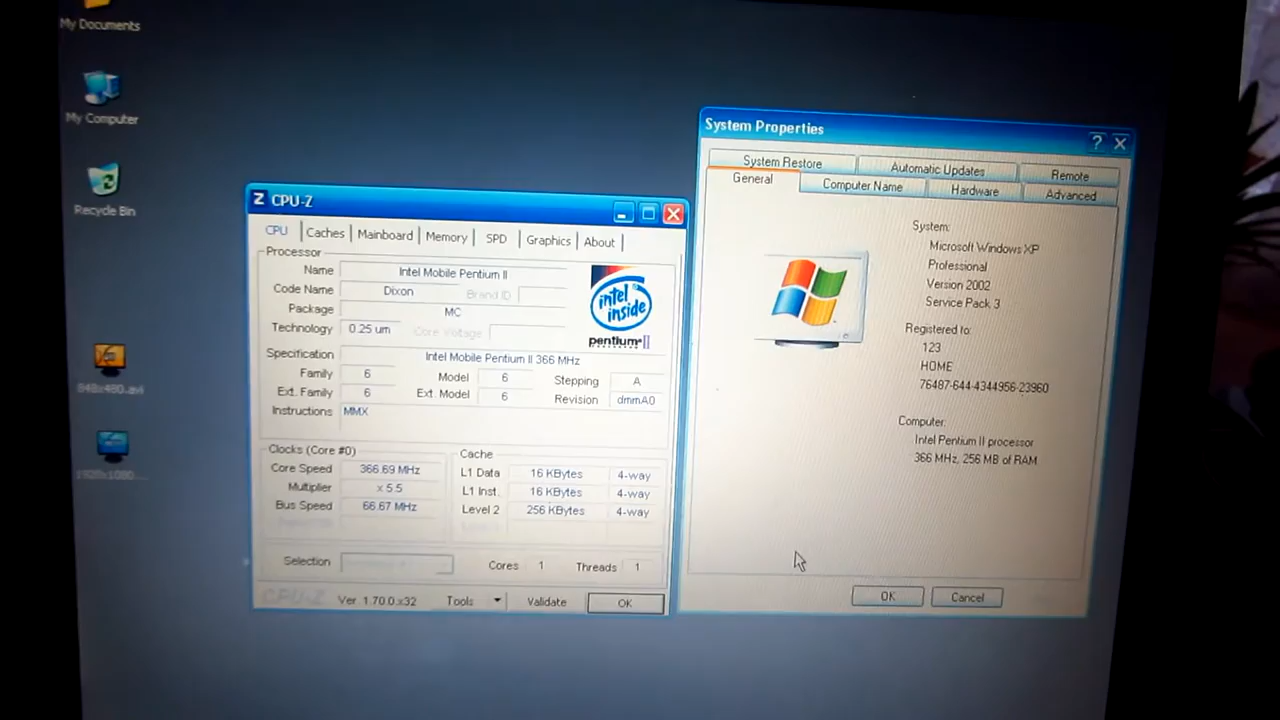 My Documents
My Computer
Recycle Bin
848x480.avi
CPU-Z
CPU Caches Mainboard Memory SPD Graphics About
Processor
Name Intel Mobile Pentium II
Code Name Dixon Brand ID
Package MC
Technology 0.25 um Core Voltage
intel inside
pentium II
Specification Intel Mobile Pentium II 366 MHz
Family 6 Model 6 Stepping A
Ext. Family 6 Ext. Model 6 Revision dmmA0
Instructions MMX
Clocks (Core #0)
Core Speed 366.69 MHz
Multiplier x 5.5
Bus Speed 66.67 MHz
Cache
L1 Data 16 KBytes 4-way
L1 Inst. 16 KBytes 4-way
Level 2 256 KBytes 4-way
Selection Cores 1 Threads 1
CPU-Z Ver 1.70.0.x32 Tools Validate OK
System Properties
System Restore Automatic Updates Remote
General Computer Name Hardware Advanced
System:
Microsoft Windows XP
Professional
Version 2002
Service Pack 3
Registered to:
123
HOME
76487-644-4344956-23960
Computer:
Intel Pentium II processor
366 MHz, 256 MB of RAM
OK Cancel